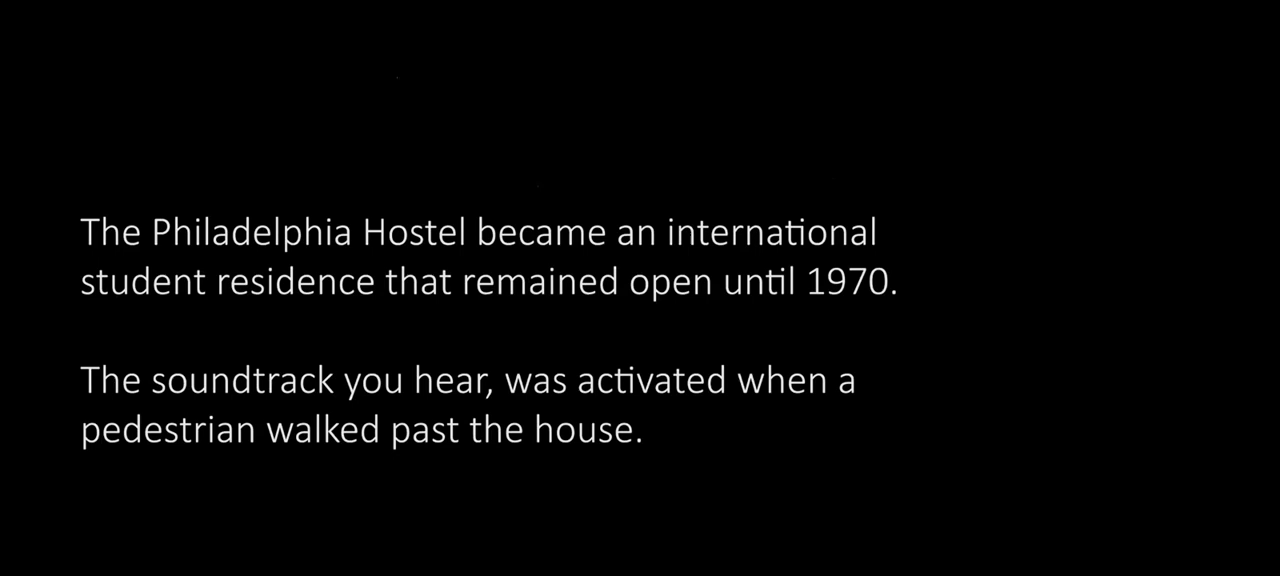 The Philadelphia Hostel became an international
student residence that remained open until 1970.
The soundtrack you hear, was activated when a
pedestrian walked past the house.